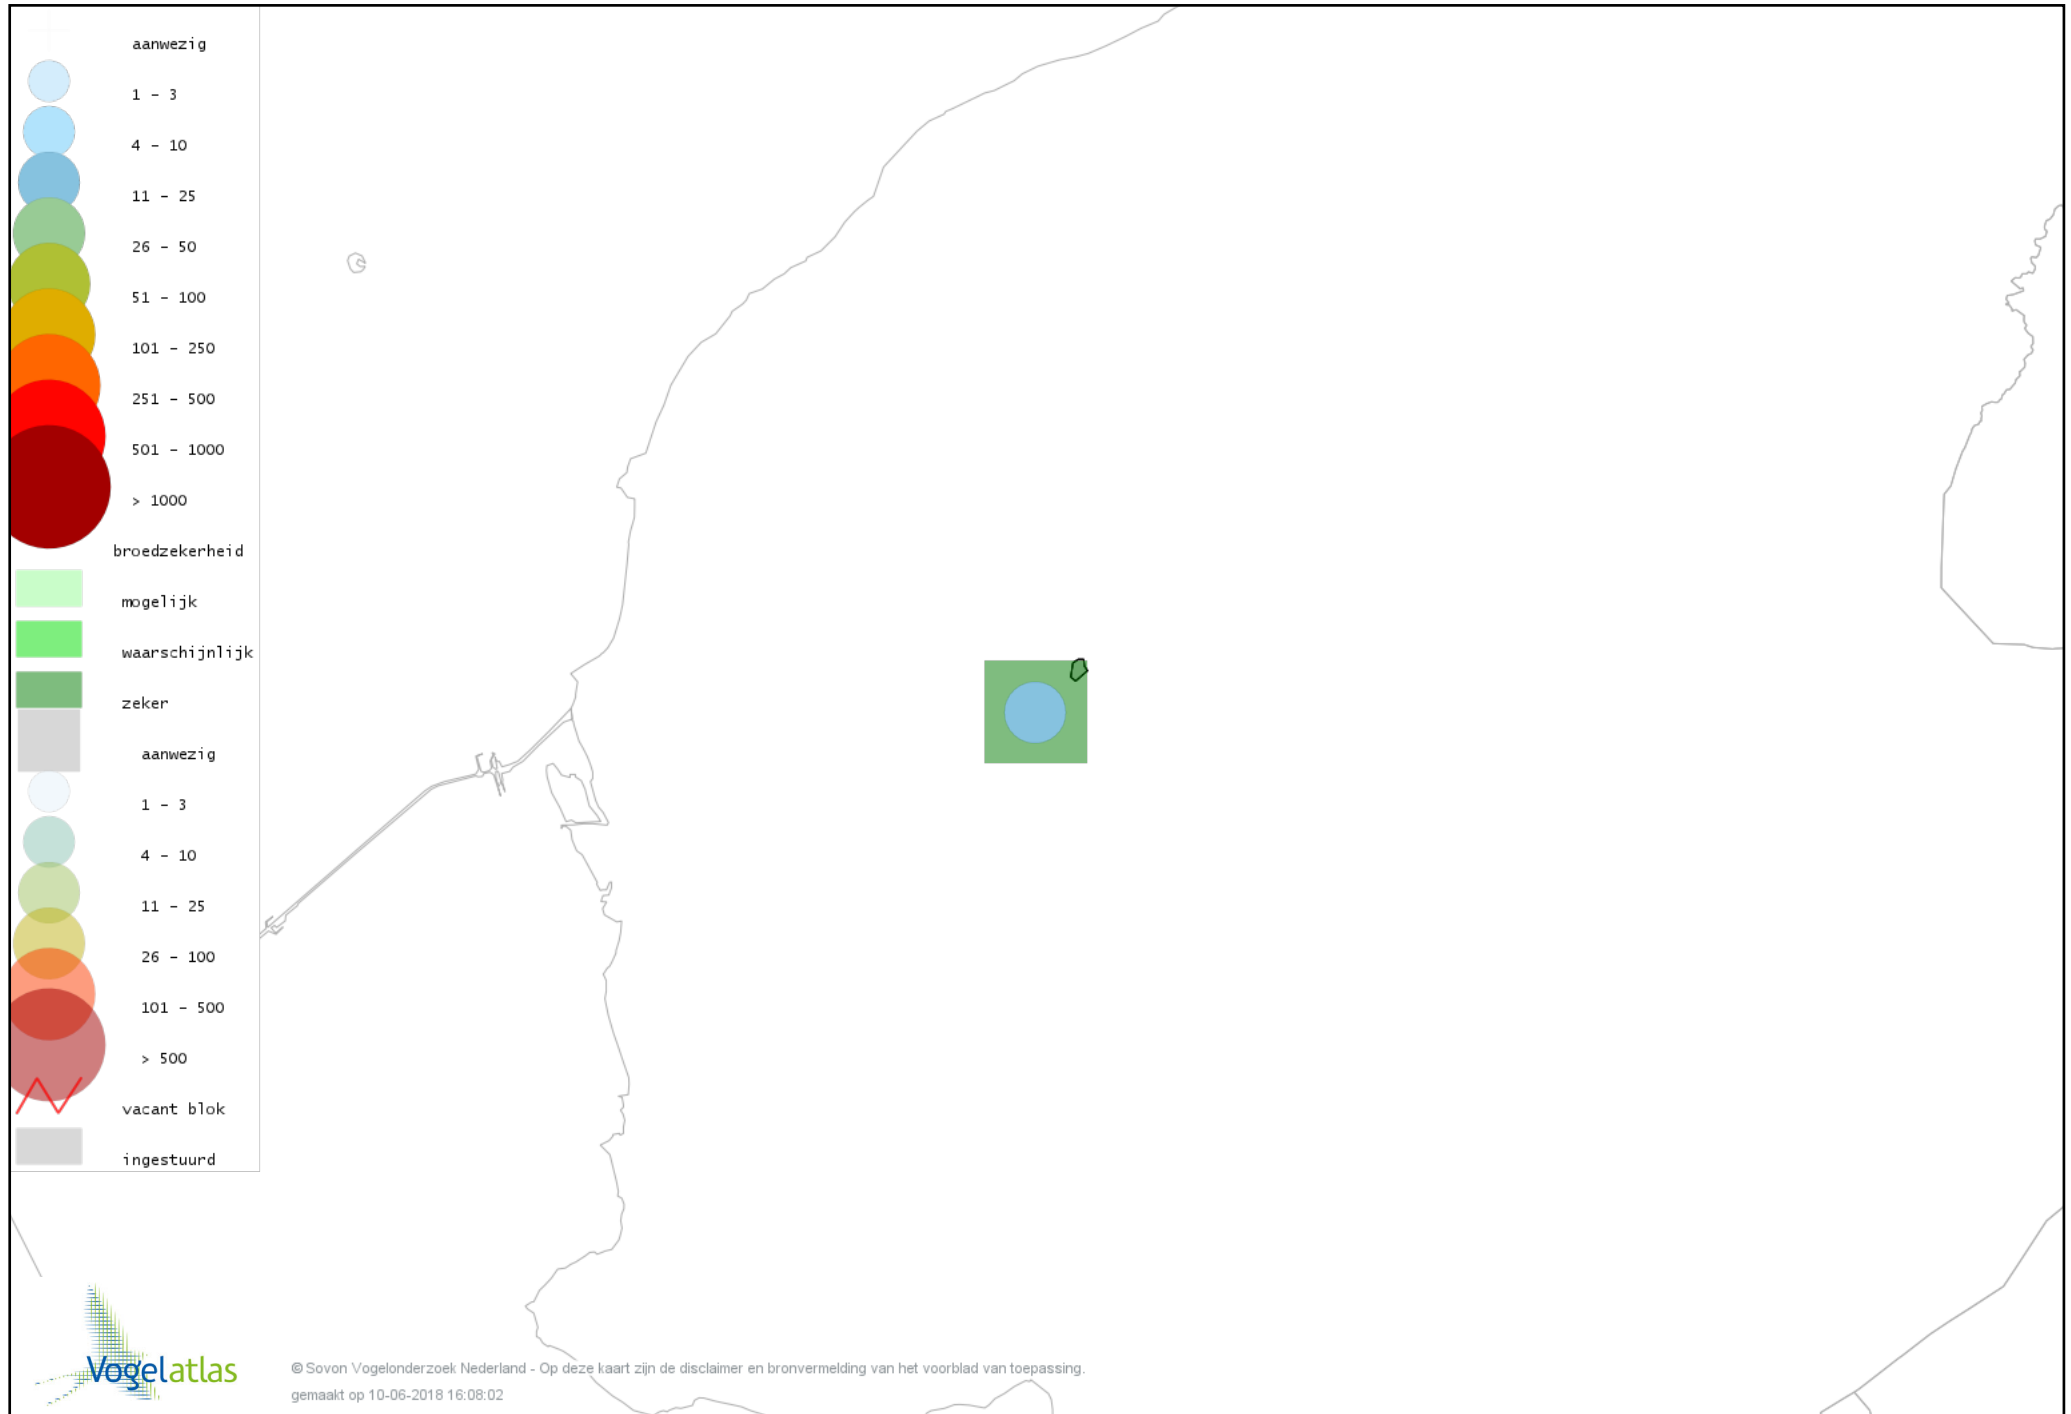 aanwezig
1 - 3
4 - 10
11 - 25
26 - 50
51 - 100
101 - 250
251 - 500
501 - 1000
> 1000
broedzekerheid
mogelijk
waarschijnlijk
zeker
aanwezig
1 - 3
4 - 10
11 - 25
26 - 100
101 - 500
> 500
vacant blok
ingestuurd
Vogelatlas
© Sovon Vogelonderzoek Nederland - Op deze kaart zijn de disclaimer en bronvermelding van het voorblad van toepassing.
gemaakt op 10-06-2018 16:08:02